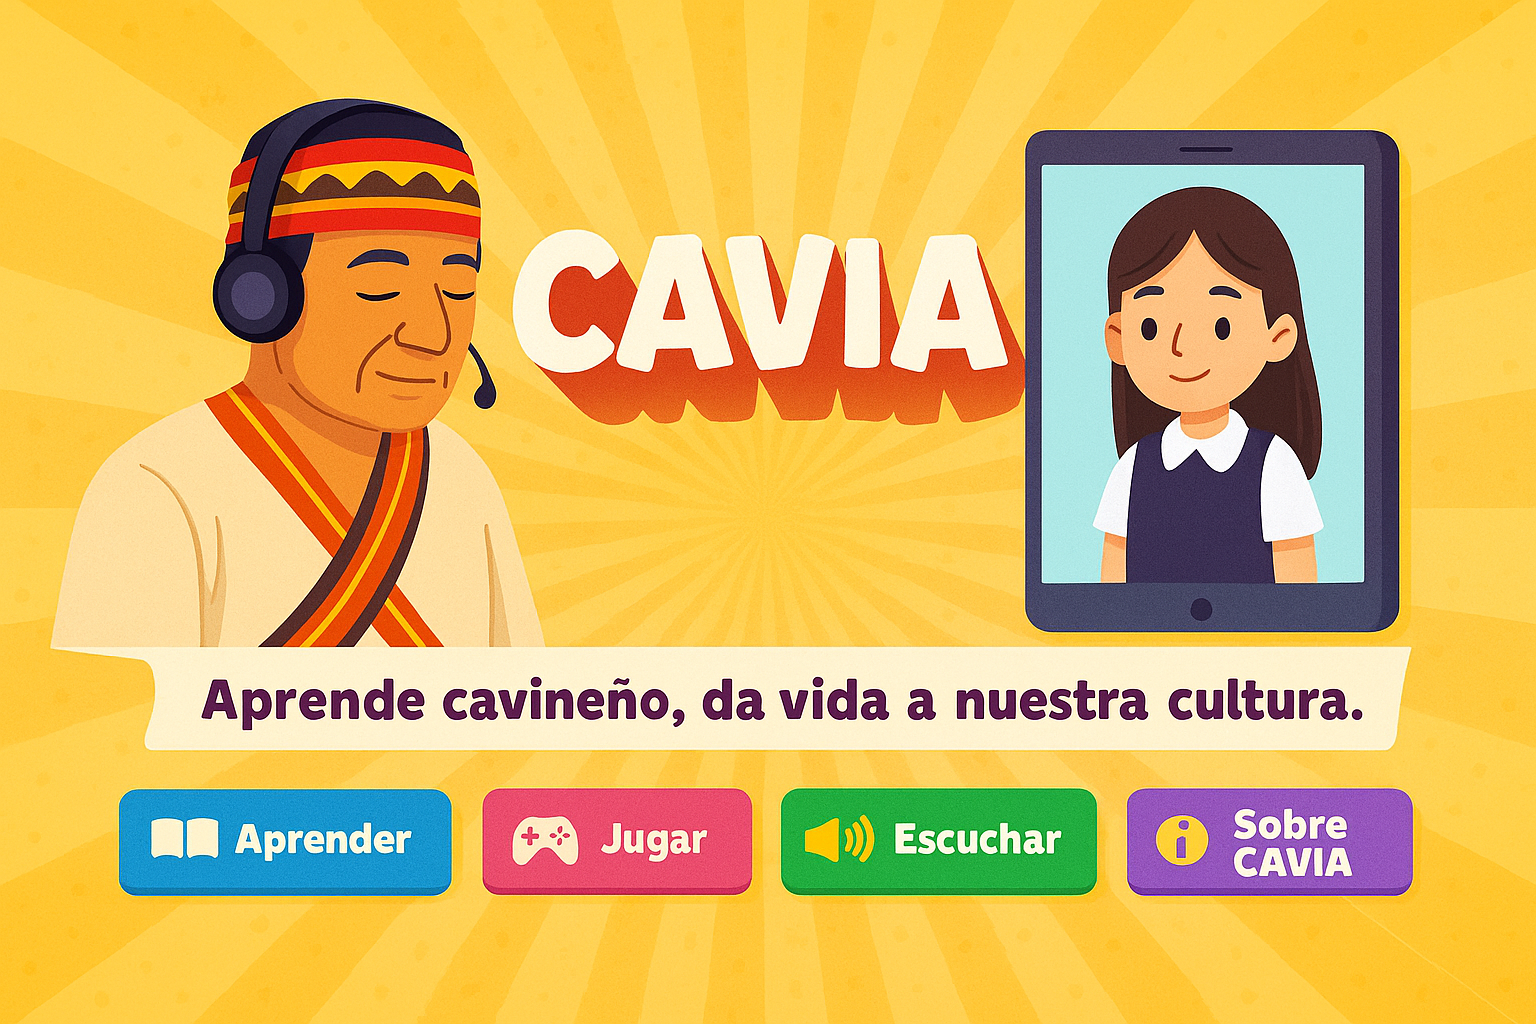 CAVIA
Aprende cavineño, da vida a nuestra cultura.
Aprender
Jugar
Escuchar
Sobre
CAVIA